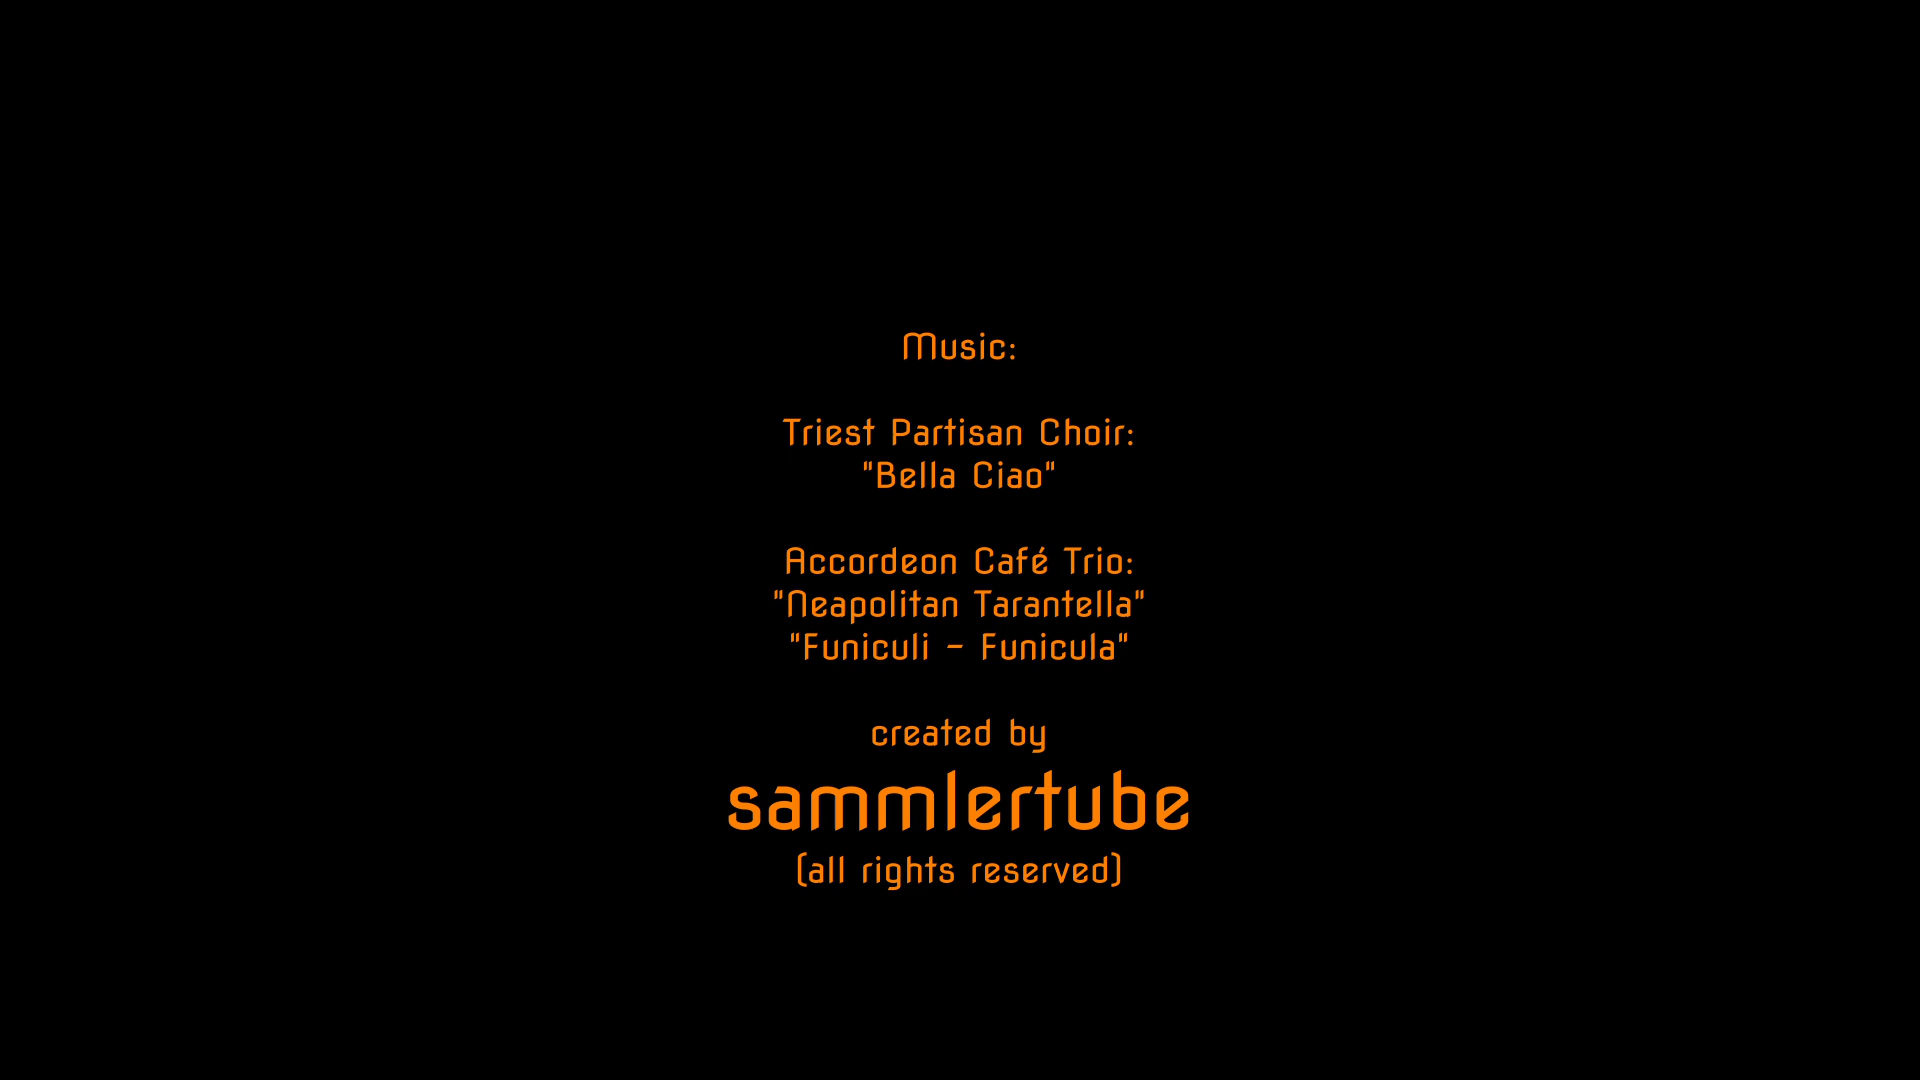 Music:
Triest Partisan Choir:
"Bella Ciao"
Accordeon Café Trio:
"Neapolitan Tarantella"
"Funiculi - Funicula"
created by
sammlertube
(all rights reserved)